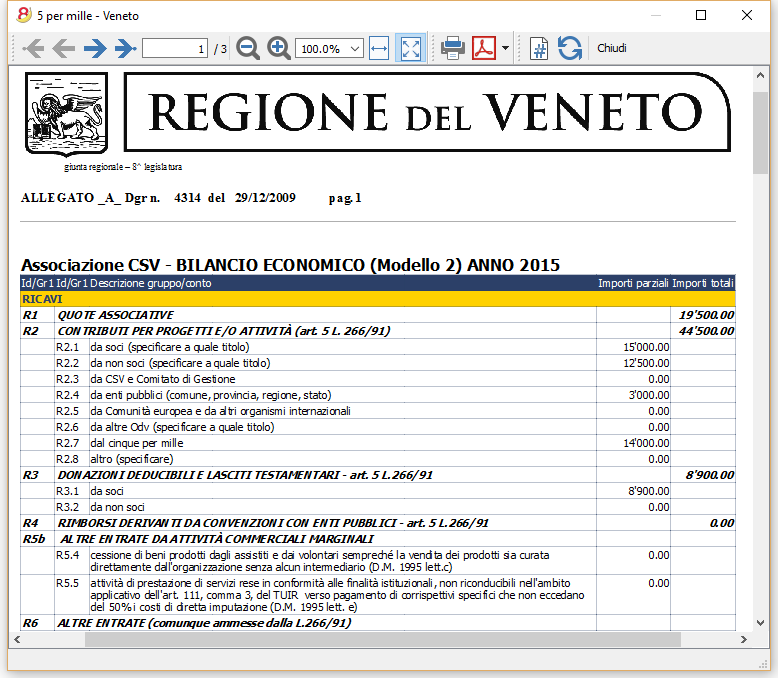 5 per mille - Veneto
1 / 3 100.0% Chiudi
REGIONE DEL VENETO
giunta regionale – 8^ legislatura
ALLEGATO _A_ Dgr n. 4314 del 29/12/2009 pag. 1
Associazione CSV - BILANCIO ECONOMICO (Modello 2) ANNO 2015
Id/Gr1 Id/Gr1 Descrizione gruppo/conto Importi parziali Importi totali
RICAVI
R1 QUOTE ASSOCIATIVE 19'500.00
R2 CONTRIBUTI PER PROGETTI E/O ATTIVITÀ (art. 5 L. 266/91) 44'500.00
R2.1 da soci (specificare a quale titolo) 15'000.00
R2.2 da non soci (specificare a quale titolo) 12'500.00
R2.3 da CSV e Comitato di Gestione 0.00
R2.4 da enti pubblici (comune, provincia, regione, stato) 3'000.00
R2.5 da Comunità europea e da altri organismi internazionali 0.00
R2.6 da altre Odv (specificare a quale titolo) 0.00
R2.7 dal cinque per mille 14'000.00
R2.8 altro (specificare) 0.00
R3 DONAZIONI DEDUCIBILI E LASCITI TESTAMENTARI - art. 5 L.266/91 8'900.00
R3.1 da soci 8'900.00
R3.2 da non soci 0.00
R4 RIMBORSI DERIVANTI DA CONVENZIONI CON ENTI PUBBLICI - art. 5 L.266/91 0.00
R5b ALTRE ENTRATE DA ATTIVITÀ COMMERCIALI MARGINALI
R5.4 cessione di beni prodotti dagli assistiti e dai volontari sempreché la vendita dei prodotti sia curata 0.00
direttamente dall'organizzazione senza alcun intermediario (D.M. 1995 lett.c)
R5.5 attività di prestazione di servizi rese in conformità alle finalità istituzionali, non riconducibili nell'ambito 0.00
applicativo dell'art. 111, comma 3, del TUIR verso pagamento di corrispettivi specifici che non eccedano
del 50% i costi di diretta imputazione (D.M. 1995 lett. e)
R6 ALTRE ENTRATE (comunque ammesse dalla L.266/91)